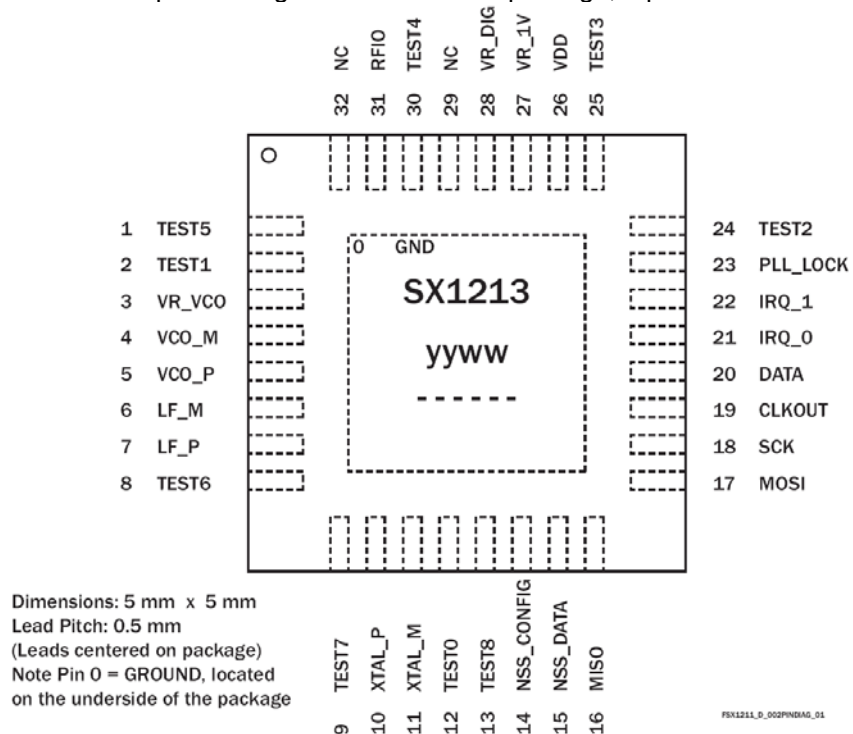 32 NC
31 RFIO
30 TEST4
29 NC
28 VR_DIG
27 VR_1V
26 VDD
25 TEST3
1 TEST5
2 TEST1
3 VR_VCO
4 VCO_M
5 VCO_P
6 LF_M
7 LF_P
8 TEST6
0 GND
SX1213
yyww
------
24 TEST2
23 PLL_LOCK
22 IRQ_1
21 IRQ_0
20 DATA
19 CLKOUT
18 SCK
17 MOSI
9 TEST7
10 XTAL_P
11 XTAL_M
12 TEST0
13 TEST8
14 NSS_CONFIG
15 NSS_DATA
16 MISO
Dimensions: 5 mm x 5 mm
Lead Pitch: 0.5 mm
(Leads centered on package)
Note Pin 0 = GROUND, located
on the underside of the package
FSX1211_D_002PINDIAG_01